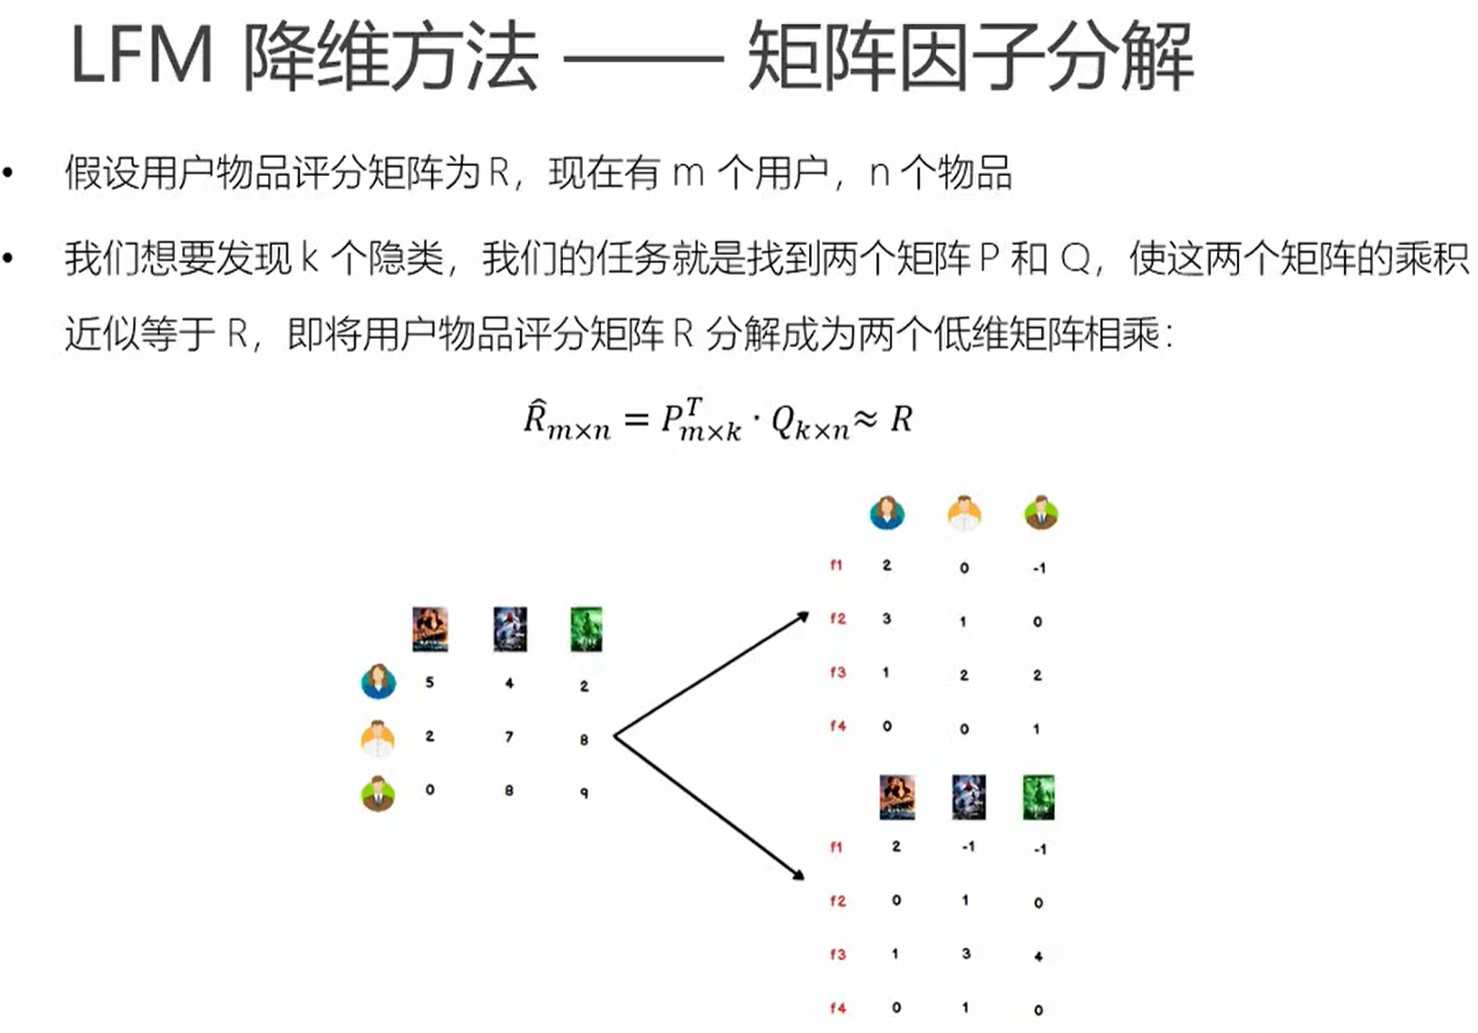 LFM 降维方法 —— 矩阵因子分解
• 假设用户物品评分矩阵为 R，现在有 m 个用户，n 个物品
• 我们想要发现 k 个隐类，我们的任务就是找到两个矩阵 P 和 Q，使这两个矩阵的乘积
近似等于 R，即将用户物品评分矩阵 R 分解成为两个低维矩阵相乘：
R̂_{m×n} = P^T_{m×k} · Q_{k×n} ≈ R
5 4 2
2 7 8
0 8 9
f1 2 0 -1
f2 3 1 0
f3 1 2 2
f4 0 0 1
f1 2 -1 -1
f2 0 1 0
f3 1 3 4
f4 0 1 0